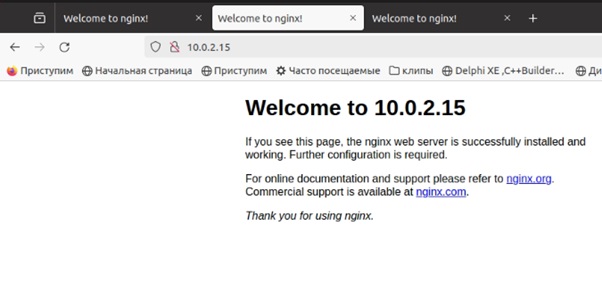 Welcome to nginx!
Welcome to nginx!
Welcome to nginx!
10.0.2.15
Приступим
Начальная страница
Приступим
Часто посещаемые
клипы
Delphi XE ,C++Builder…
Ди
Welcome to 10.0.2.15
If you see this page, the nginx web server is successfully installed and
working. Further configuration is required.
For online documentation and support please refer to nginx.org.
Commercial support is available at nginx.com.
Thank you for using nginx.